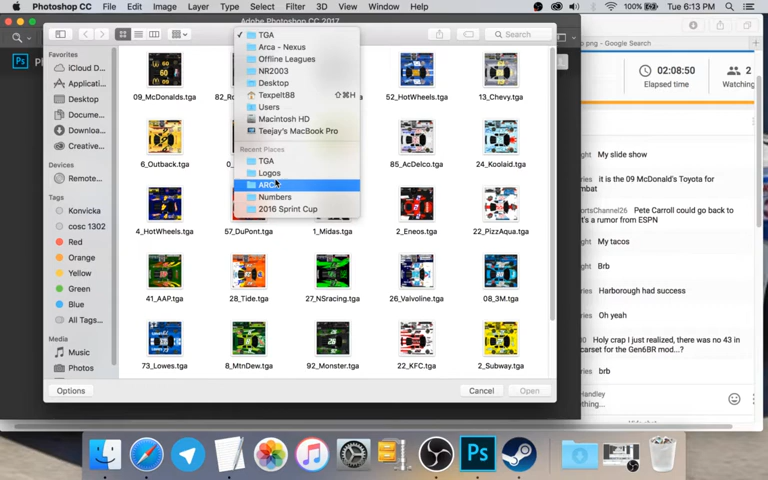 Photoshop CC File Edit Image Layer Type Select Filter 3D View Window Help 100% Tue 6:13 PM
Adobe Photoshop CC 2017
TGA
Arca - Nexus
Offline Leagues
NR2003
Desktop
Texpelt88 ⇧⌘H
Users
Macintosh HD
Teejay's MacBook Pro
Recent Places
TGA
Logos
Numbers
2016 Sprint Cup
Search
Favorites
iCloud D...
Applicati...
Desktop
Docume...
Downloa...
Creative...
Devices
Remote...
Tags
Konvicka
cosc 1302
Red
Orange
Yellow
Green
Blue
All Tags...
Media
Music
Photos
09_McDonalds.tga
52_HotWheels.tga 13_Chevy.tga
6_Outback.tga
85_AcDelco.tga 24_Koolaid.tga
4_HotWheels.tga 57_DuPont.tga 1_Midas.tga 2_Eneos.tga 22_PizzAqua.tga
41_AAP.tga 28_Tide.tga 27_NSracing.tga 26_Valvoline.tga 08_3M.tga
73_Lowes.tga 8_MtnDew.tga 92_Monster.tga 22_KFC.tga 2_Subway.tga
Options Cancel Open
png - Google Search
02:08:50
Elapsed time
2
Watching
My slide show
it is the 09 McDonald's Toyota for
Pete Carroll could go back to
t's a rumor from ESPN
My tacos
Brb
Harborough had success
Oh yeah
Holy crap I just realized, there was no 43 in
carset for the Gen6BR mod...?
brb
Handley
Ps